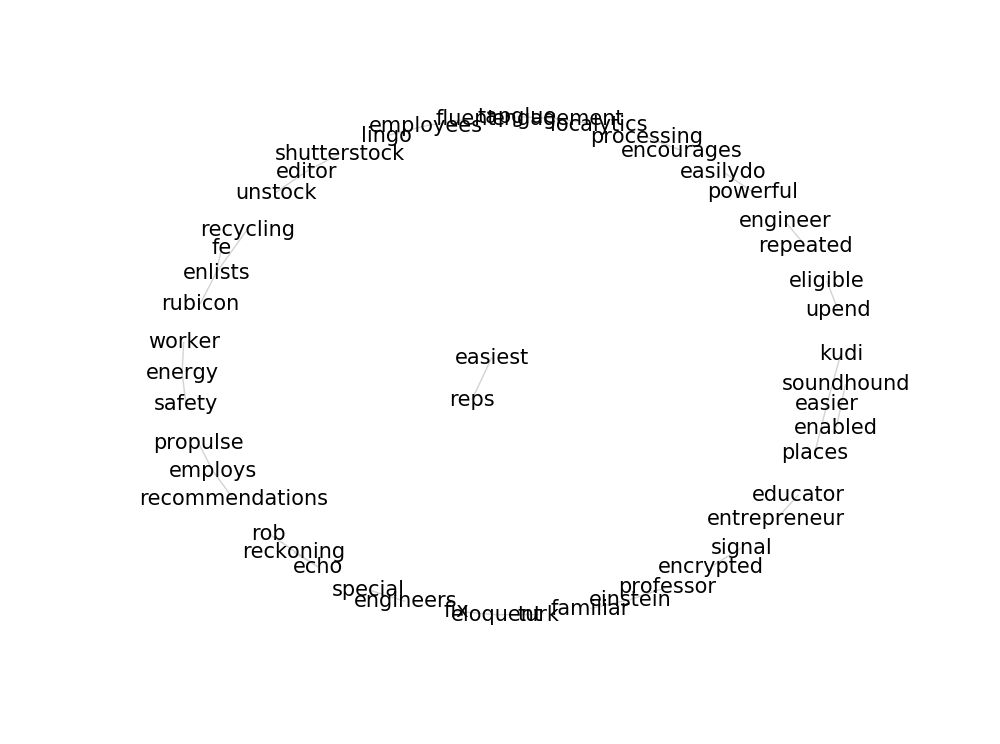 tapglue
fluent engagement
employees localytics
lingo processing
shutterstock encourages
editor easilydo
unstock powerful
recycling engineer
fe repeated
enlists eligible
rubicon upend
worker kudi
easiest
energy soundhound
reps
safety easier
enabled
propulse places
employs
recommendations educator
entrepreneur
rob signal
reckoning encrypted
echo
special professor
engineers einstein
fix familiar
eloquent turk